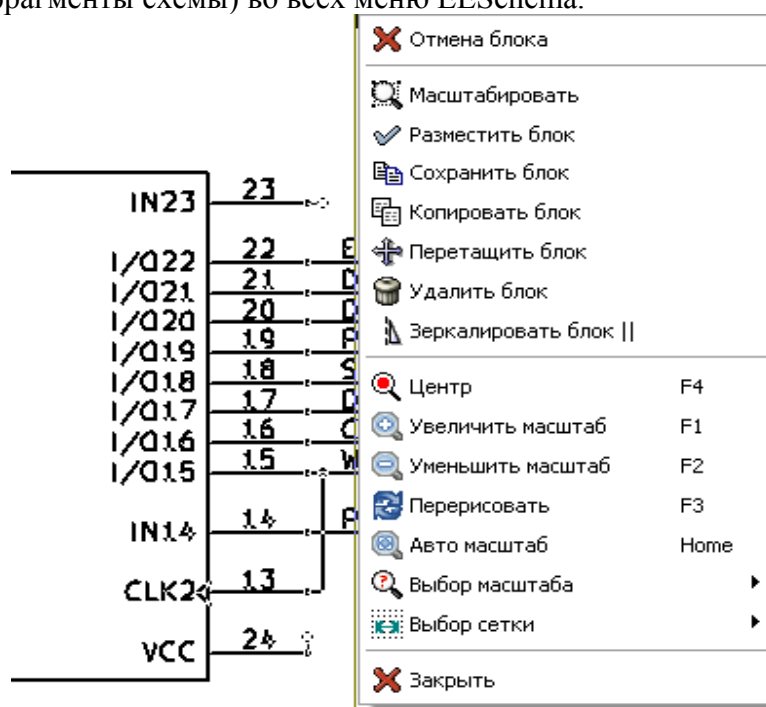 фрагменты схемы) во всех меню EESchema.
Отмена блока
Масштабировать
Разместить блок
Сохранить блок
Копировать блок
Перетащить блок
Удалить блок
Зеркалировать блок ||
Центр F4
Увеличить масштаб F1
Уменьшить масштаб F2
Перерисовать F3
Авто масштаб Home
Выбор масштаба
Выбор сетки
Закрыть
IN23 23
I/O22 22 E
I/O21 21 D
I/O20 20 D
I/O19 19 P
I/O18 18 S
I/O17 17 D
I/O16 16 C
I/O15 15 W
IN14 14
CLK2 13
VCC 24